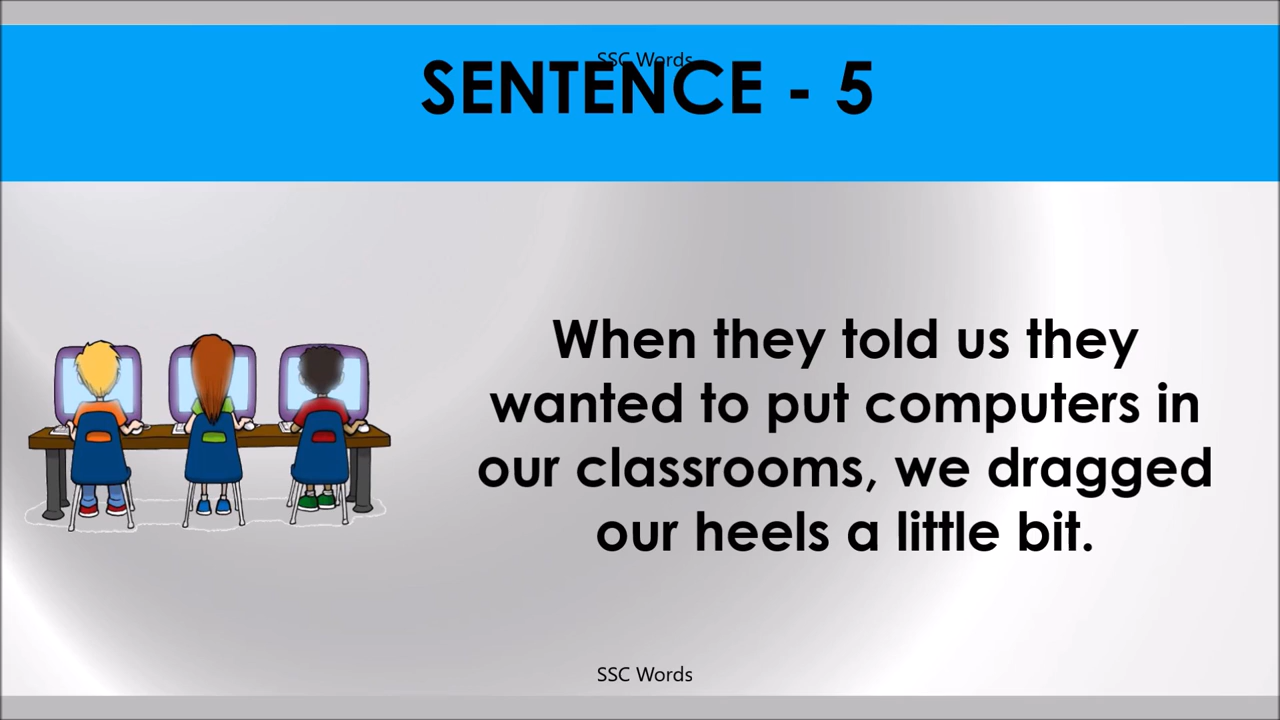 SSC Words
SENTENCE - 5
When they told us they
wanted to put computers in
our classrooms, we dragged
our heels a little bit.
SSC Words